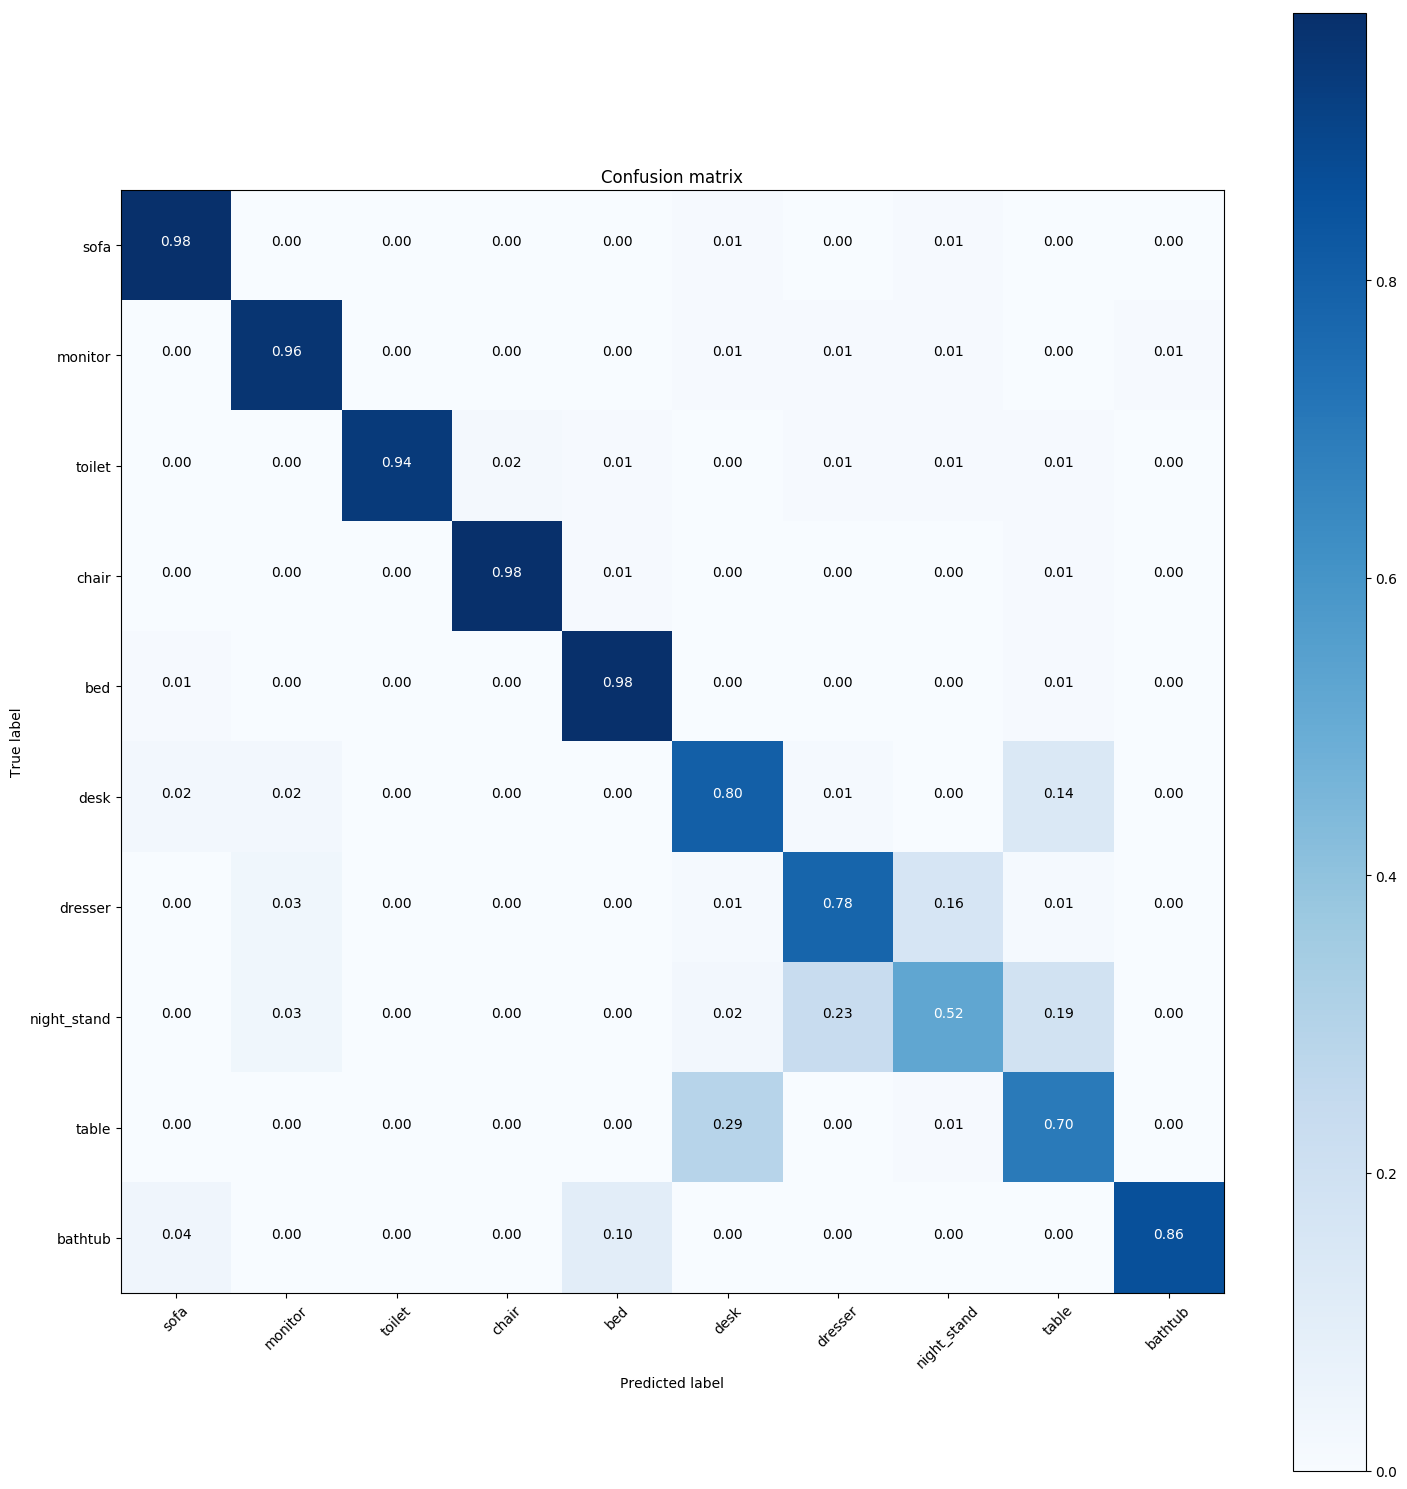 Confusion matrix
sofa 0.98 0.00 0.00 0.00 0.00 0.01 0.00 0.01 0.00 0.00
monitor 0.00 0.96 0.00 0.00 0.00 0.01 0.01 0.01 0.00 0.01
toilet 0.00 0.00 0.94 0.02 0.01 0.00 0.01 0.01 0.01 0.00
chair 0.00 0.00 0.00 0.98 0.01 0.00 0.00 0.00 0.01 0.00
bed 0.01 0.00 0.00 0.00 0.98 0.00 0.00 0.00 0.01 0.00
desk 0.02 0.02 0.00 0.00 0.00 0.80 0.01 0.00 0.14 0.00
dresser 0.00 0.03 0.00 0.00 0.00 0.01 0.78 0.16 0.01 0.00
night_stand 0.00 0.03 0.00 0.00 0.00 0.02 0.23 0.52 0.19 0.00
table 0.00 0.00 0.00 0.00 0.00 0.29 0.00 0.01 0.70 0.00
bathtub 0.04 0.00 0.00 0.00 0.10 0.00 0.00 0.00 0.00 0.86
sofa monitor toilet chair bed desk dresser night_stand table bathtub
Predicted label
True label
0.8
0.6
0.4
0.2
0.0